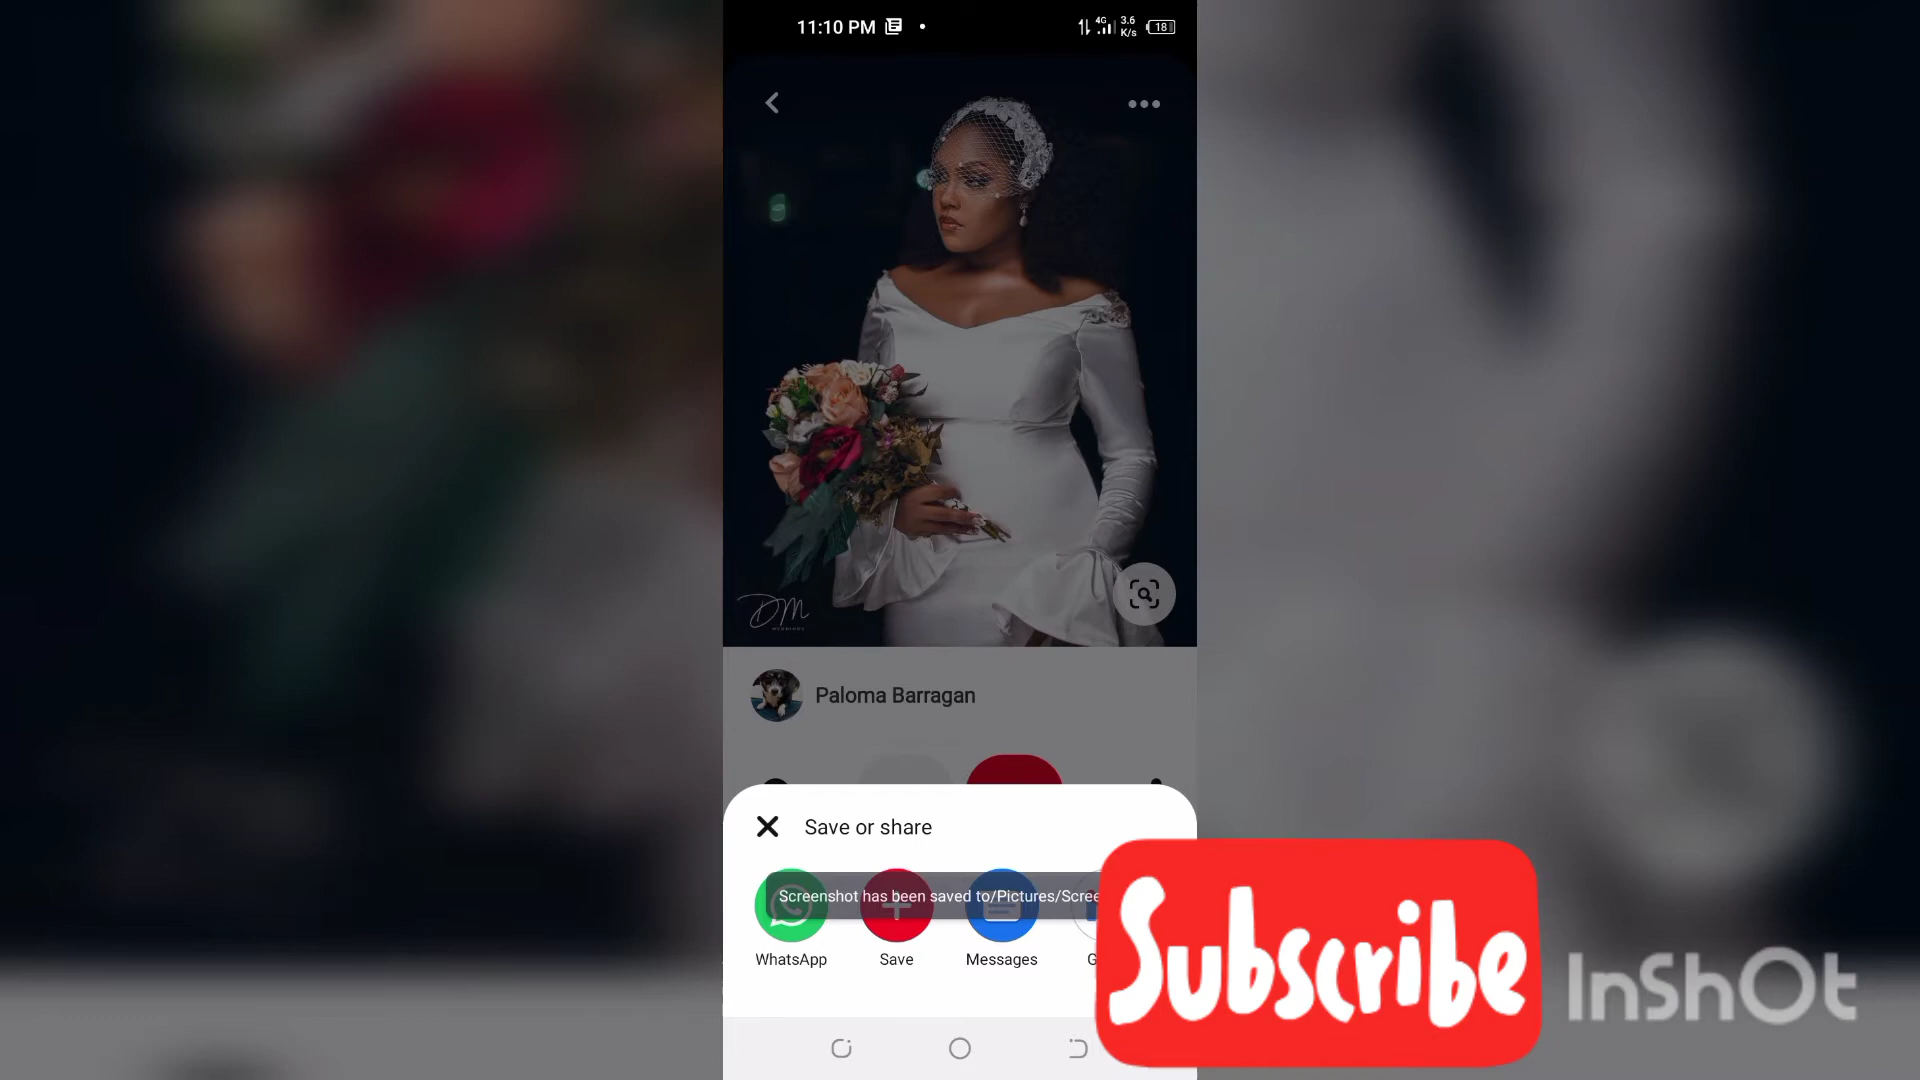 11:10 PM
4G
3.6
K/s
18
DM
Paloma Barragan
Save or share
Screenshot has been saved to/Pictures/Scree
WhatsApp
Save
Messages
G
Subscribe
InShOt